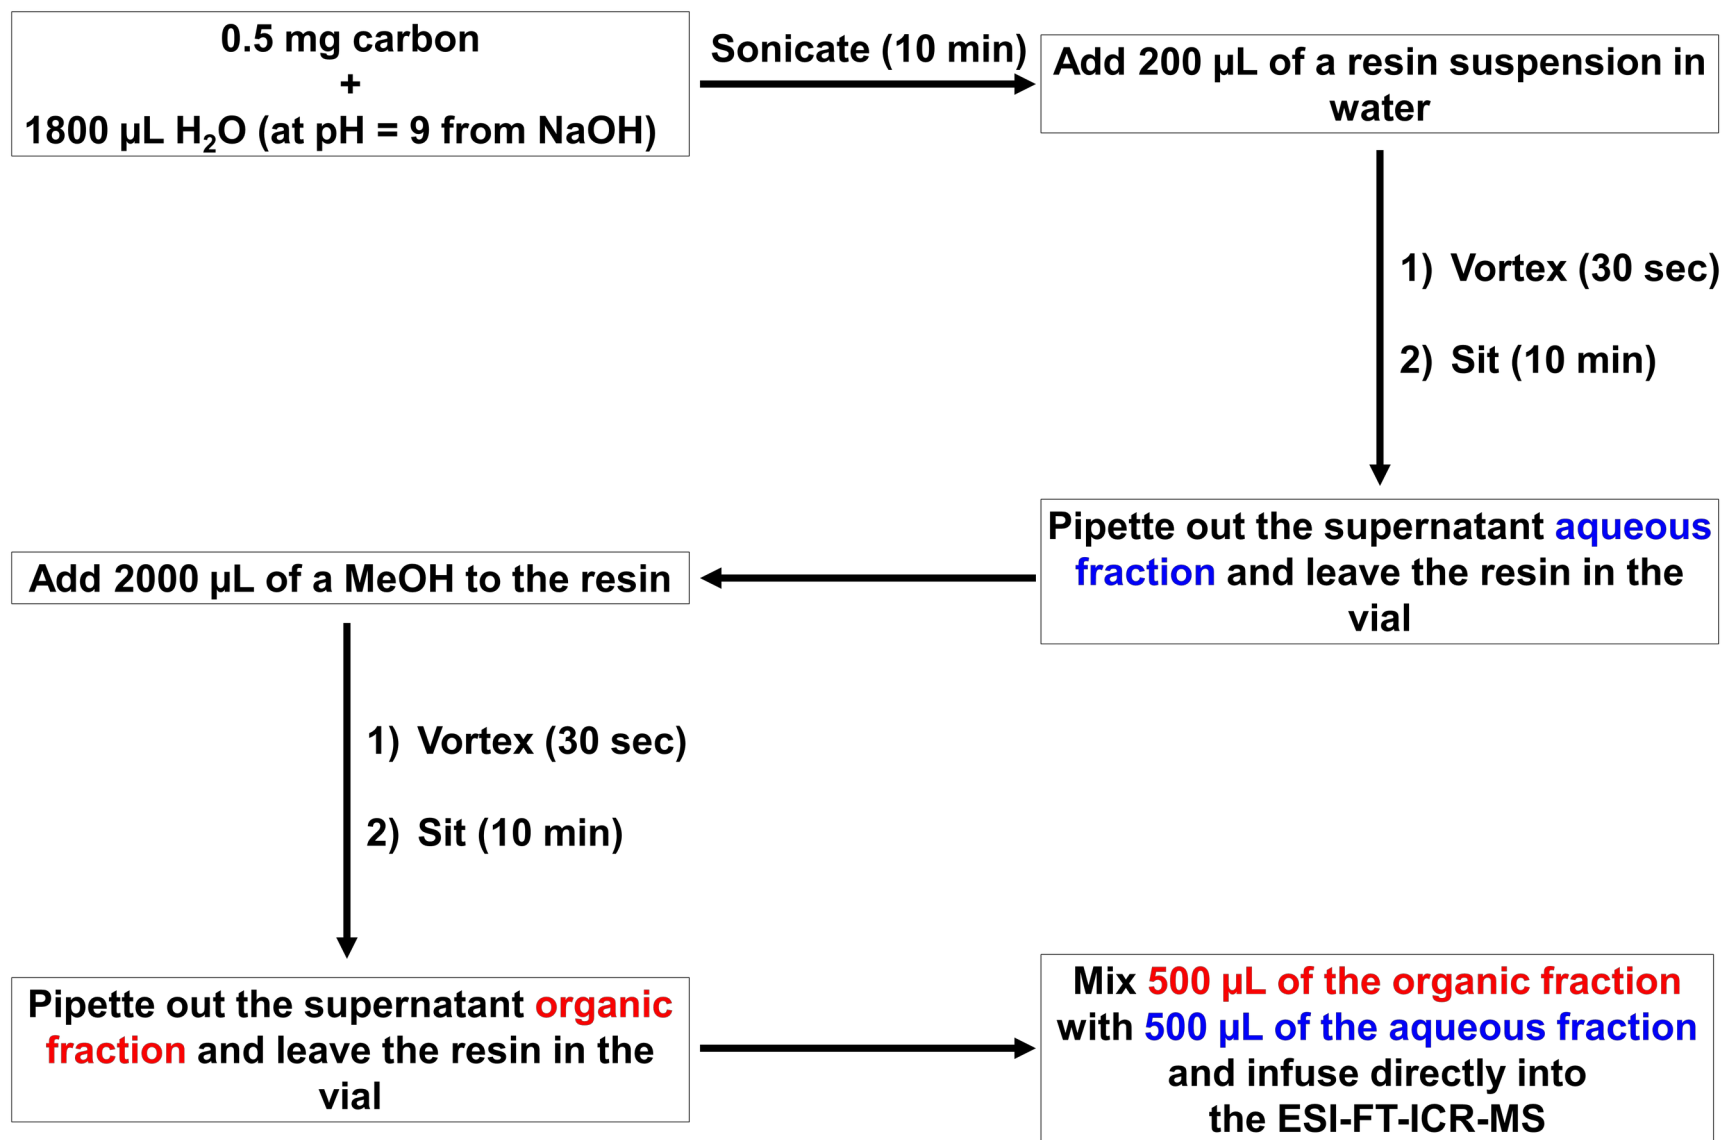 0.5 mg carbon
+
1800 µL H₂O (at pH = 9 from NaOH)
Sonicate (10 min)
Add 200 µL of a resin suspension in
water
1) Vortex (30 sec)
2) Sit (10 min)
Pipette out the supernatant aqueous
fraction and leave the resin in the
vial
Add 2000 µL of a MeOH to the resin
1) Vortex (30 sec)
2) Sit (10 min)
Pipette out the supernatant organic
fraction and leave the resin in the
vial
Mix 500 µL of the organic fraction
with 500 µL of the aqueous fraction
and infuse directly into
the ESI-FT-ICR-MS